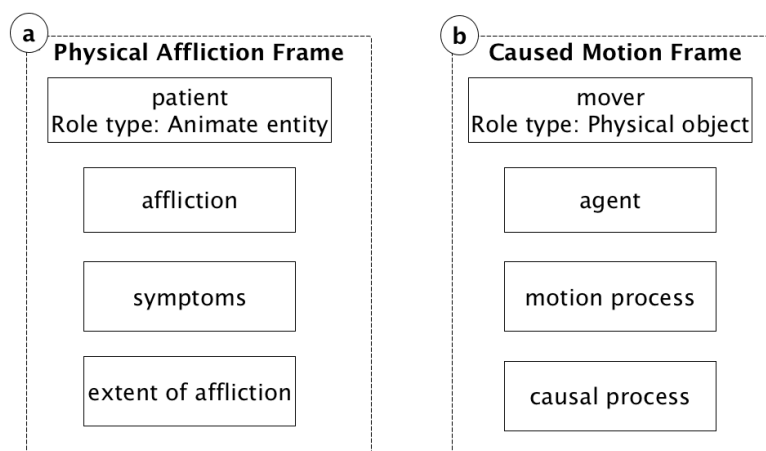 a
Physical Affliction Frame
patient
Role type: Animate entity
affliction
symptoms
extent of affliction
b
Caused Motion Frame
mover
Role type: Physical object
agent
motion process
causal process